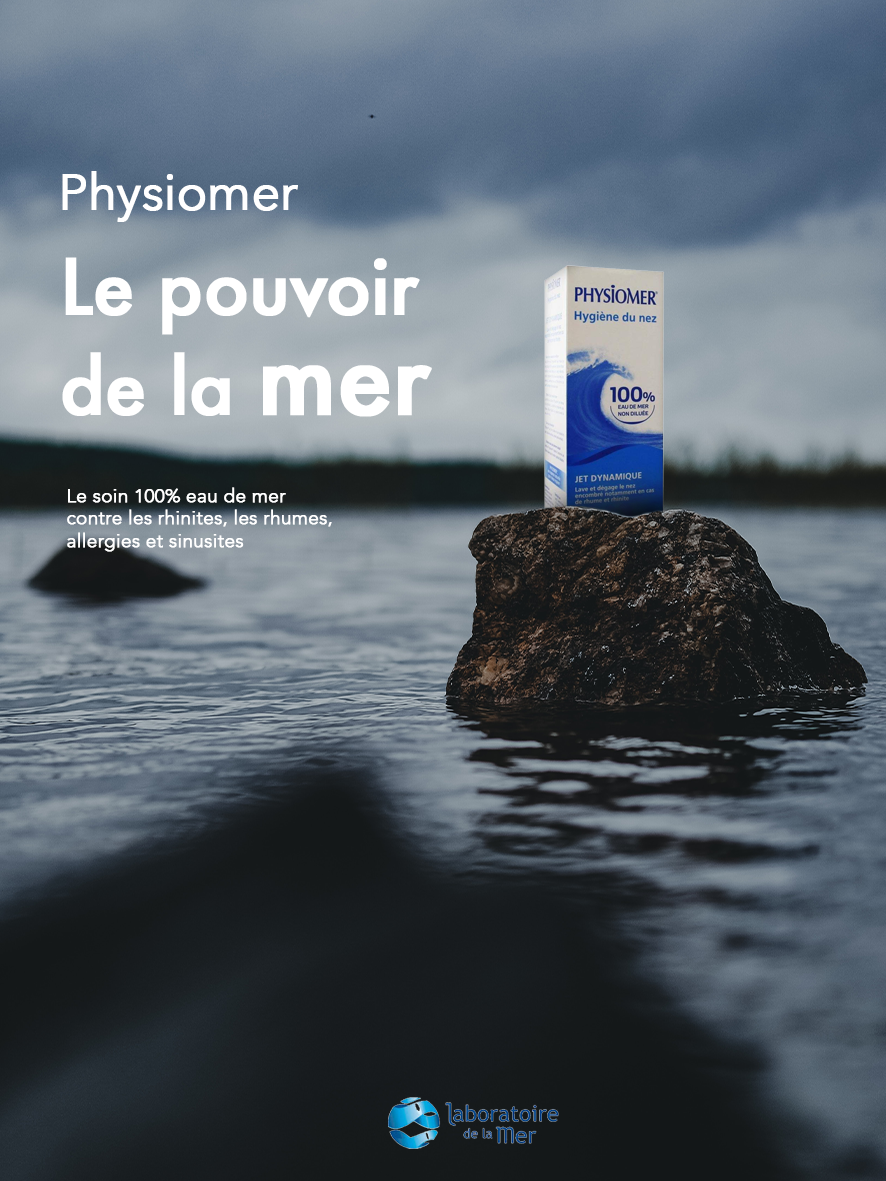 Physiomer
Le pouvoir
de la mer
PHYSIOMER
Hygiène du nez
100%
EAU DE MER
NON DILUÉE
JET DYNAMIQUE
Lave et dégage le nez
encombré notamment en cas
de rhume et rhinite
Le soin 100% eau de mer
contre les rhinites, les rhumes,
allergies et sinusites
laboratoire
de la Mer